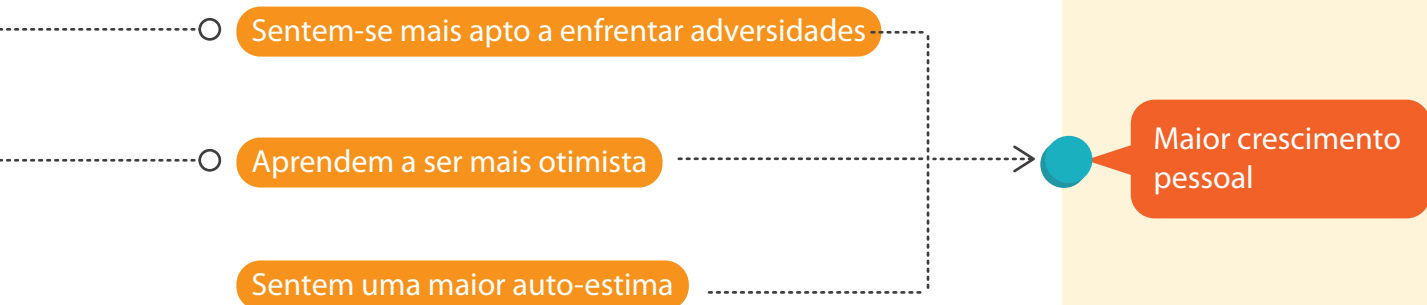 Sentem-se mais apto a enfrentar adversidades
Aprendem a ser mais otimista
Sentem uma maior auto-estima
Maior crescimento
pessoal